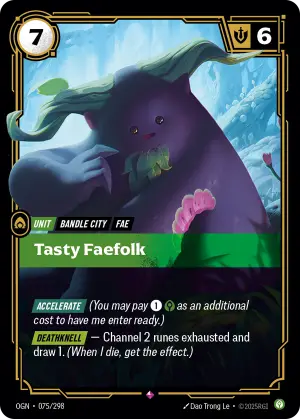 7
6
UNIT BANDLE CITY FAE
Tasty Faefolk
ACCELERATE (You may pay 1 as an additional
cost to have me enter ready.)
DEATHKNELL — Channel 2 runes exhausted and
draw 1. (When I die, get the effect.)
OGN • 075/298 Dao Trong Le ©2025RGI